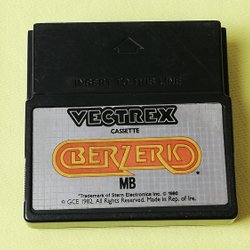 INSERT TO THIS LINE
VECTREX
CASSETTE
BERZERK
MB
*Trademark of Stern Electronics Inc. © 1980
© GCE 1982. All Rights Reserved. Made in Rep. of Ire.